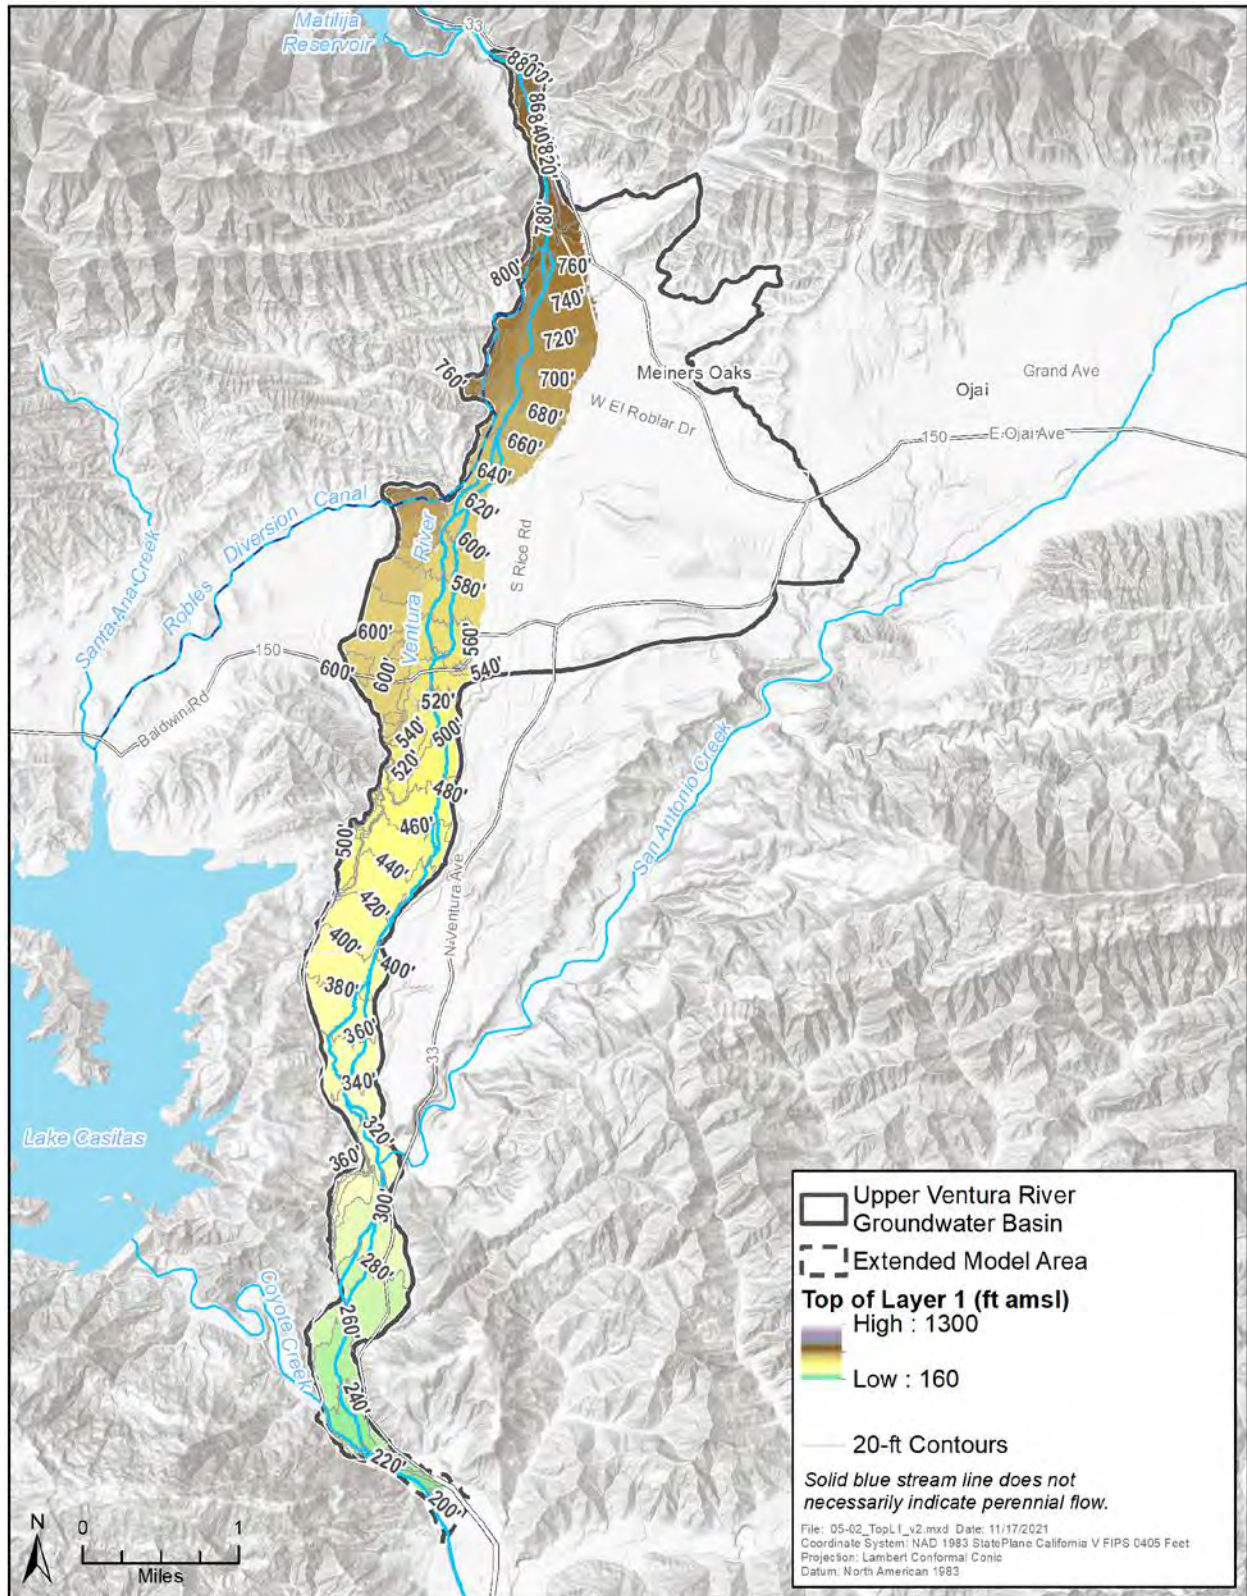 Matilija
Reservoir
33
880'
860'
840'
820'
780'
800'
760'
740'
720'
760'
700'
Meiners Oaks
Ojai
Grand Ave
680'
W El Roblar Dr
150
E Ojai Ave
660'
640'
620'
Robles Diversion Canal
Santa Ana Creek
Ventura River
600'
S Rice Rd
580'
600'
560'
150
600'
600'
540'
Baldwin Rd
520'
540'
500'
520'
480'
San Antonio Creek
460'
500'
440'
N Ventura Ave
420'
400'
400'
380'
360'
33
340'
Lake Casitas
320'
360'
300'
280'
Coyote Creek
260'
240'
220'
200'
Upper Ventura River
Groundwater Basin
Extended Model Area
Top of Layer 1 (ft amsl)
High : 1300
Low : 160
20-ft Contours
Solid blue stream line does not
necessarily indicate perennial flow.
File: 05-02_TopL1_v2.mxd Date: 11/17/2021
Coordinate System: NAD 1983 StatePlane California V FIPS 0405 Feet
Projection: Lambert Conformal Conic
Datum: North American 1983
N
0 1
Miles